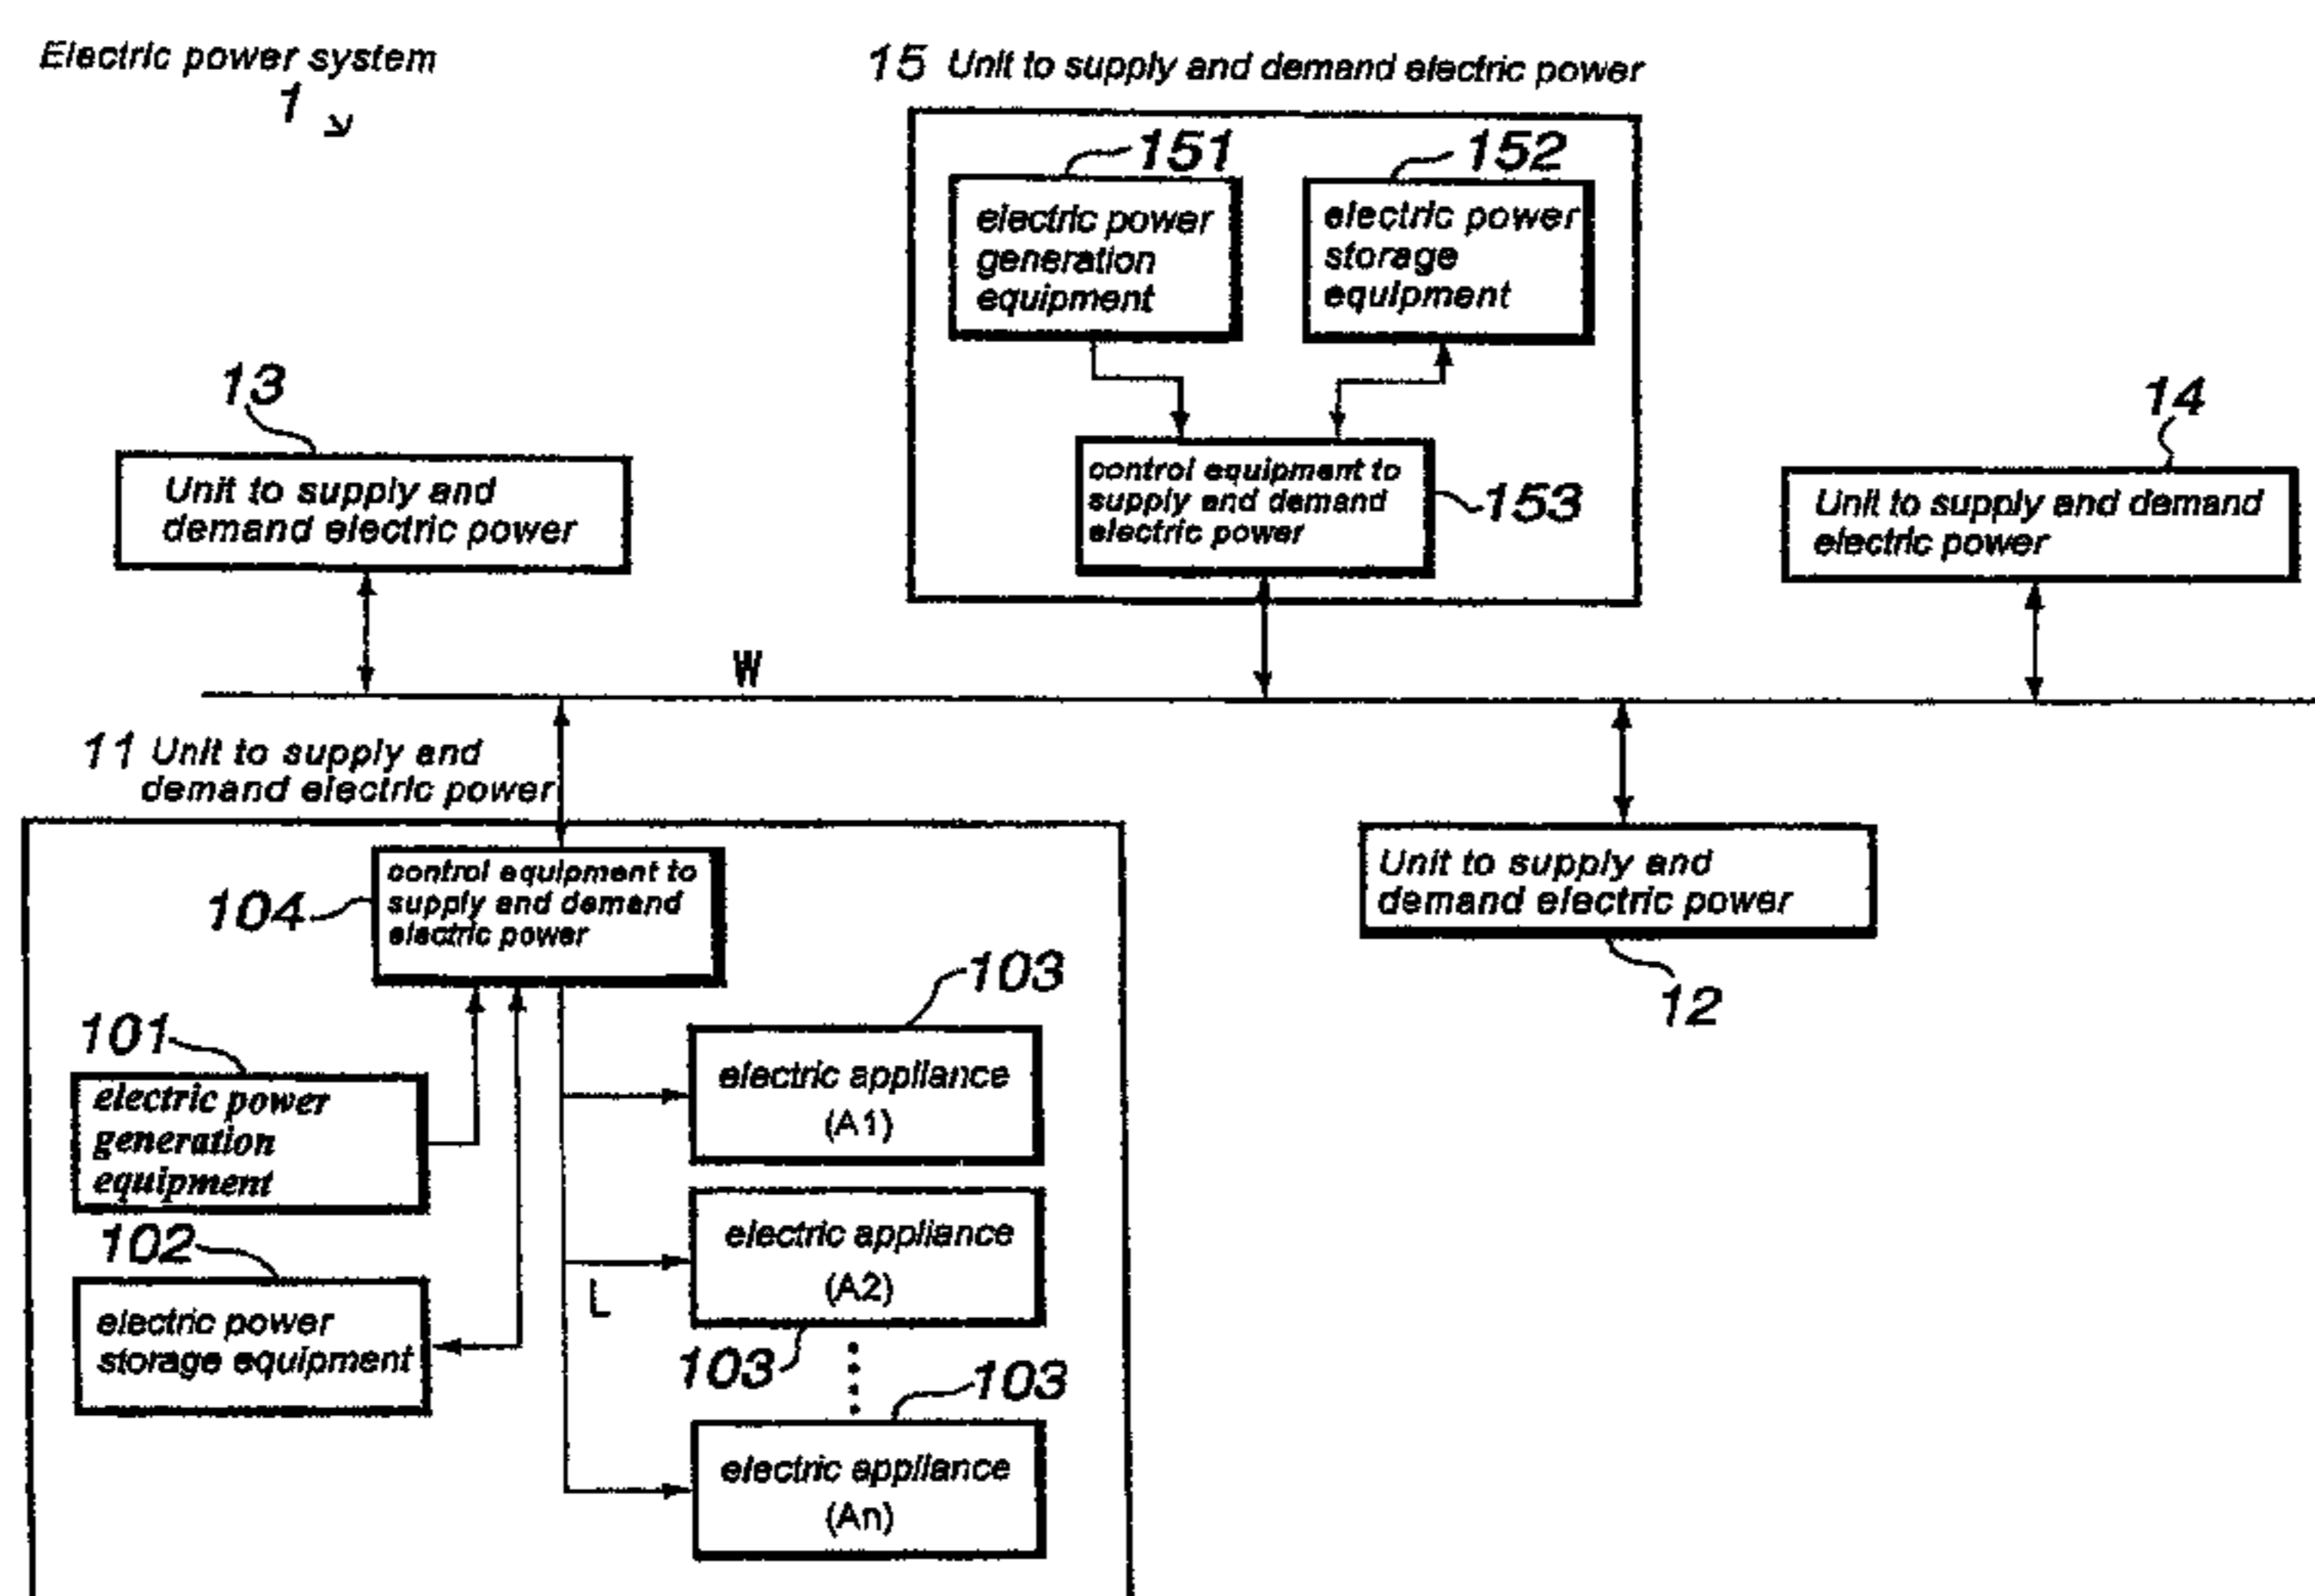 Electric power system
1
15 Unit to supply and demand electric power
151
152
electric power
generation
equipment
electric power
storage
equipment
control equipment to
supply and demand
electric power
153
13
Unit to supply and
demand electric power
14
Unit to supply and demand
electric power
W
11 Unit to supply and
demand electric power
104
control equipment to
supply and demand
electric power
Unit to supply and
demand electric power
12
101
electric power
generation
equipment
102
electric power
storage equipment
103
electric appliance
(A1)
electric appliance
(A2)
L
103
103
electric appliance
(An)